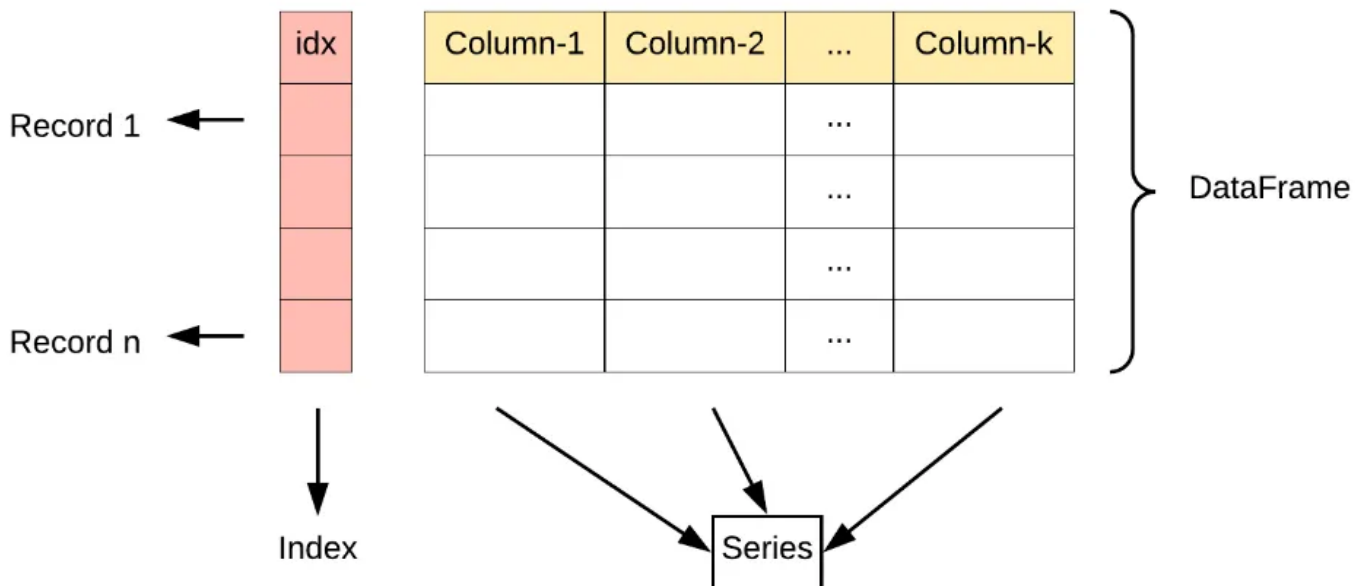 idx Column-1 Column-2 ... Column-k
Record 1 ...
... DataFrame
...
Record n ...
Index Series